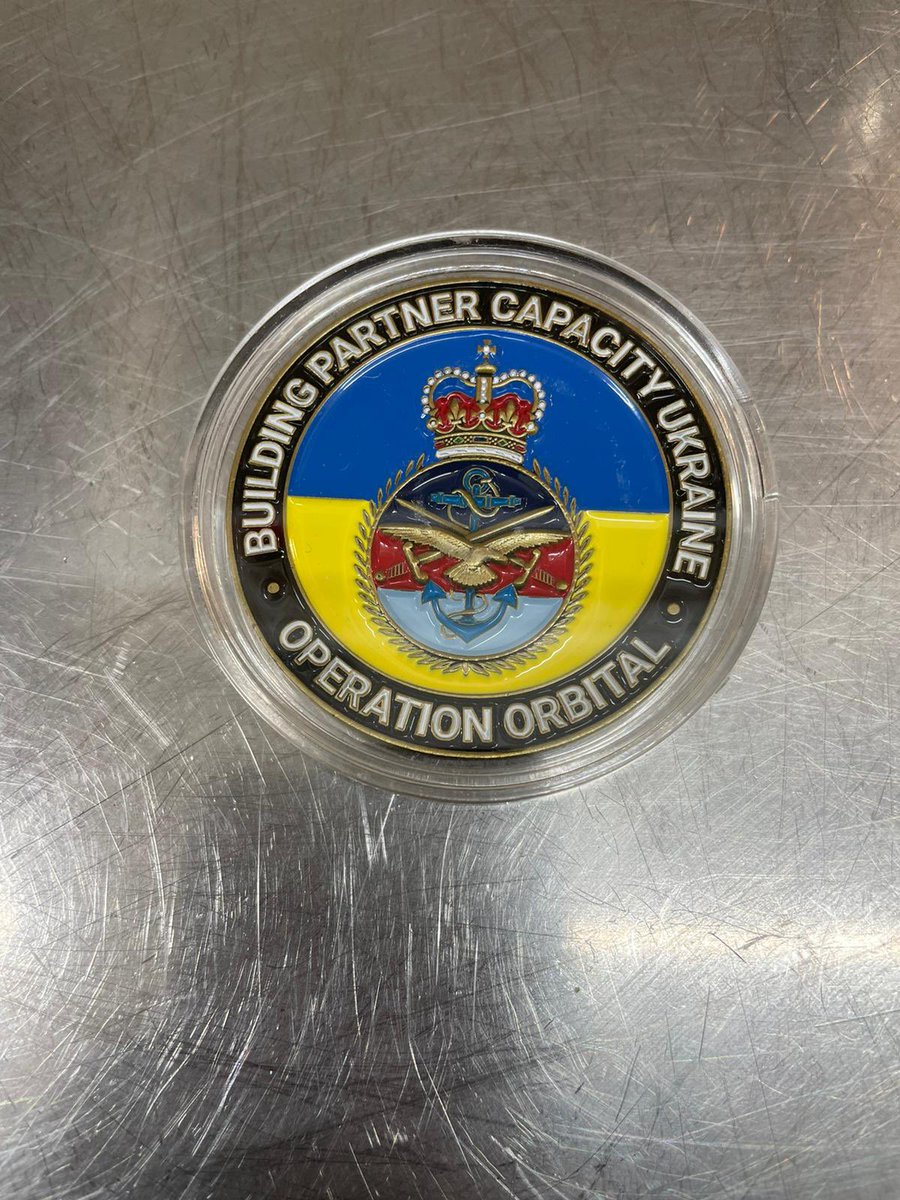 BUILDING PARTNER CAPACITY UKRAINE
OPERATION ORBITAL